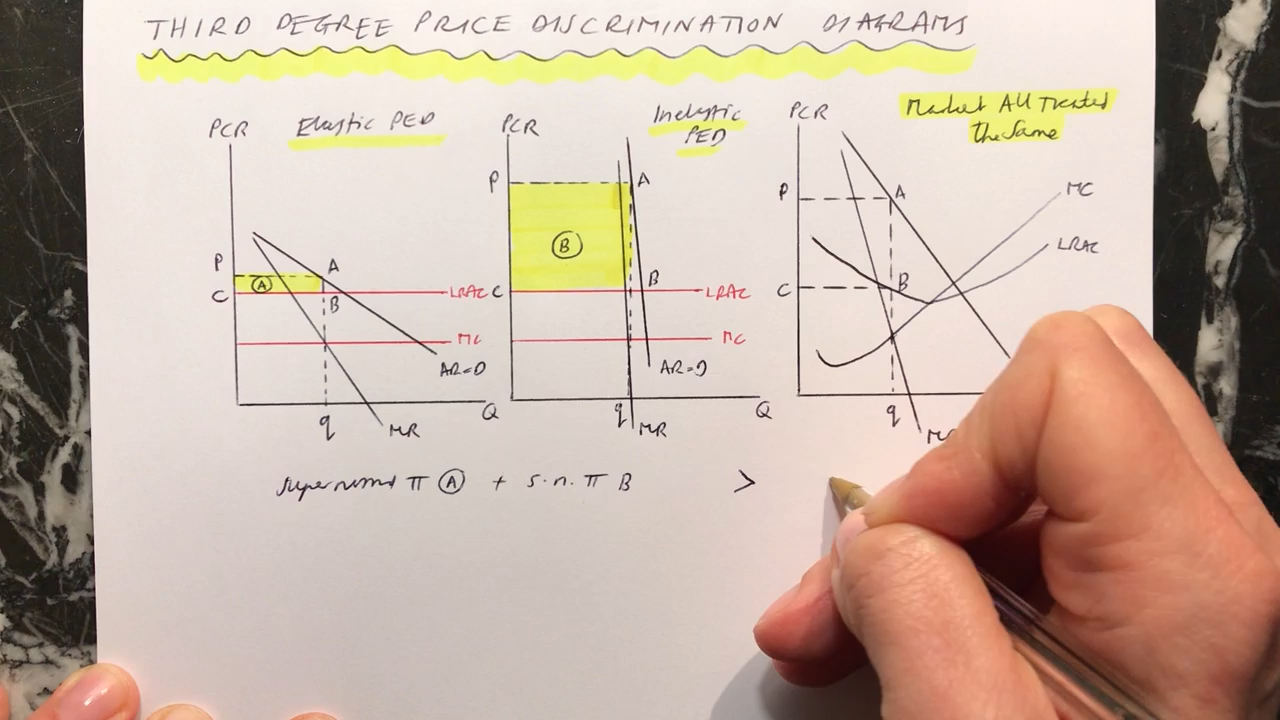 THIRD DEGREE PRICE DISCRIMINATION DIAGRAMS
PCR
Elastic PED
P
C
A
A
B
LRAC
MC
AR=D
q
MR
Q
PCR
Inelastic
PED
P
C
B
A
B
LRAC
MC
AR=D
q
MR
Q
PCR
Market All Treated
the Same
P
C
A
B
MC
LRAC
q
supernormal π A + s.n. π B >